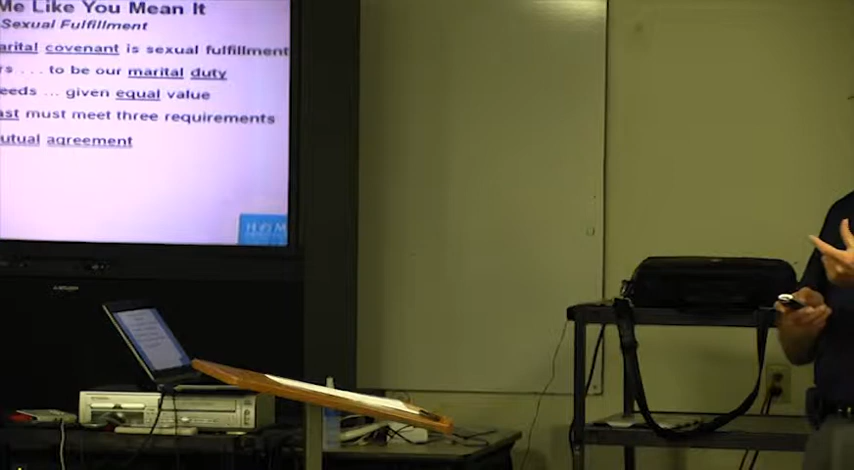 Me Like You Mean It
Sexual Fulfillment
arital covenant is sexual fulfillment
rs ... to be our marital duty
eeds ... given equal value
ast must meet three requirements
utual agreement
H M